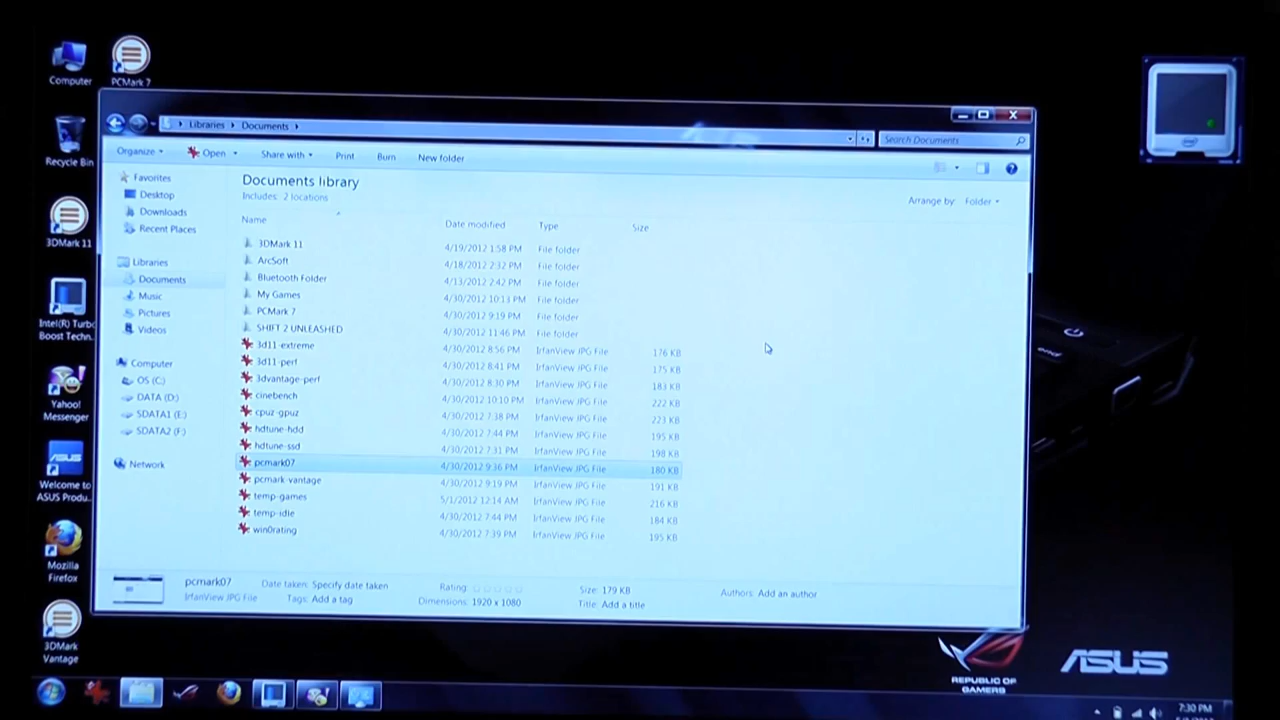 Computer
PCMark 7
Recycle Bin
3DMark 11
Intel(R) Turbo
Boost Techn...
Yahoo!
Messenger
Welcome to
ASUS Produ...
Mozilla
Firefox
3DMark
Vantage
Libraries Documents
Search Documents
Organize Open Share with Print Burn New folder
Favorites
Desktop
Downloads
Recent Places
Libraries
Documents
Music
Pictures
Videos
Computer
OS (C:)
DATA (D:)
SDATA1 (E:)
SDATA2 (F:)
Network
Documents library
Includes: 2 locations
Arrange by: Folder
Name Date modified Type Size
3DMark 11 4/19/2012 1:58 PM File folder
ArcSoft 4/18/2012 2:32 PM File folder
Bluetooth Folder 4/13/2012 2:42 PM File folder
My Games 4/30/2012 10:13 PM File folder
PCMark 7 4/30/2012 9:19 PM File folder
SHIFT 2 UNLEASHED 4/30/2012 11:46 PM File folder
3d11-extreme 4/30/2012 8:56 PM IrfanView JPG File 176 KB
3d11-perf 4/30/2012 8:41 PM IrfanView JPG File 175 KB
3dvantage-perf 4/30/2012 8:30 PM IrfanView JPG File 183 KB
cinebench 4/30/2012 10:10 PM IrfanView JPG File 222 KB
cpuz-gpuz 4/30/2012 7:38 PM IrfanView JPG File 223 KB
hdtune-hdd 4/30/2012 7:44 PM IrfanView JPG File 195 KB
hdtune-ssd 4/30/2012 7:31 PM IrfanView JPG File 198 KB
pcmark07 4/30/2012 9:36 PM IrfanView JPG File 180 KB
pcmark-vantage 4/30/2012 9:19 PM IrfanView JPG File 191 KB
temp-games 5/1/2012 12:14 AM IrfanView JPG File 216 KB
temp-idle 4/30/2012 7:44 PM IrfanView JPG File 184 KB
win0rating 4/30/2012 7:39 PM IrfanView JPG File 195 KB
pcmark07 Date taken: Specify date taken Rating: Size: 179 KB Authors: Add an author
IrfanView JPG File Tags: Add a tag Dimensions: 1920 x 1080 Title: Add a title
REPUBLIC OF
GAMERS
ASUS
7:30 PM